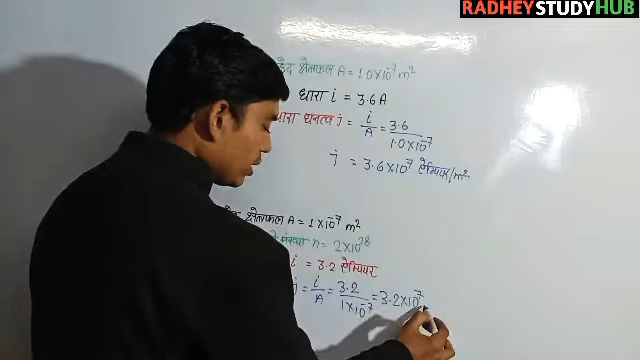 RADHEYSTUDYHUB
क्षेत्रफल A = 1.0×10⁻⁷ m²
धारा i = 3.6 A
धारा घनत्व j = i/A = 3.6/1.0×10⁻⁷
j = 3.6×10⁷ ऐम्पियर/m²
क्षेत्रफल A = 1×10⁻⁷ m²
संख्या n = 2×10²⁸
i = 3.2 ऐम्पियर
j = i/A = 3.2/1×10⁻⁷ = 3.2×10⁷